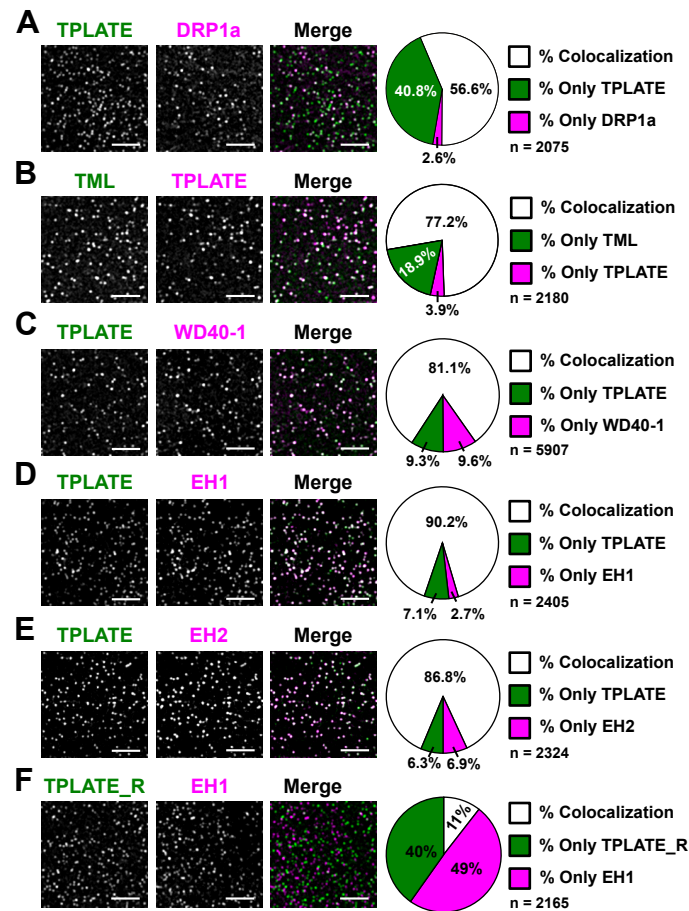 A
TPLATE DRP1a Merge
56.6%
40.8%
2.6%
% Colocalization
% Only TPLATE
% Only DRP1a
n = 2075
B
TML TPLATE Merge
77.2%
18.9%
3.9%
% Colocalization
% Only TML
% Only TPLATE
n = 2180
C
TPLATE WD40-1 Merge
81.1%
9.3% 9.6%
% Colocalization
% Only TPLATE
% Only WD40-1
n = 5907
D
TPLATE EH1 Merge
90.2%
7.1% 2.7%
% Colocalization
% Only TPLATE
% Only EH1
n = 2405
E
TPLATE EH2 Merge
86.8%
6.3% 6.9%
% Colocalization
% Only TPLATE
% Only EH2
n = 2324
F
TPLATE_R EH1 Merge
11%
40%
49%
% Colocalization
% Only TPLATE_R
% Only EH1
n = 2165